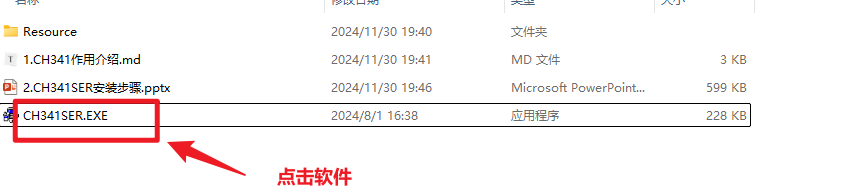 名称 修改日期 类型 大小
Resource 2024/11/30 19:40 文件夹
1.CH341作用介绍.md 2024/11/30 19:41 MD 文件 3 KB
2.CH341SER安装步骤.pptx 2024/11/30 19:46 Microsoft PowerPoint... 599 KB
CH341SER.EXE 2024/8/1 16:38 应用程序 228 KB
点击软件